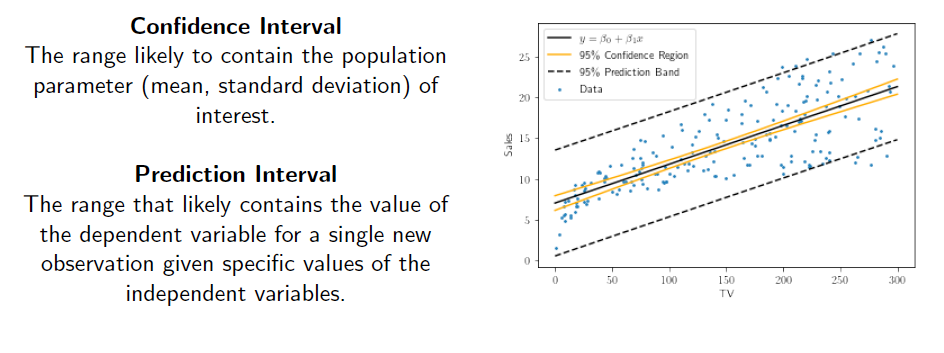 Confidence Interval
The range likely to contain the population
parameter (mean, standard deviation) of
interest.
Prediction Interval
The range that likely contains the value of
the dependent variable for a single new
observation given specific values of the
independent variables.
y = β₀ + β₁x
95% Confidence Region
95% Prediction Band
Data
Sales
25
20
15
10
5
0
0 50 100 150 200 250 300
TV